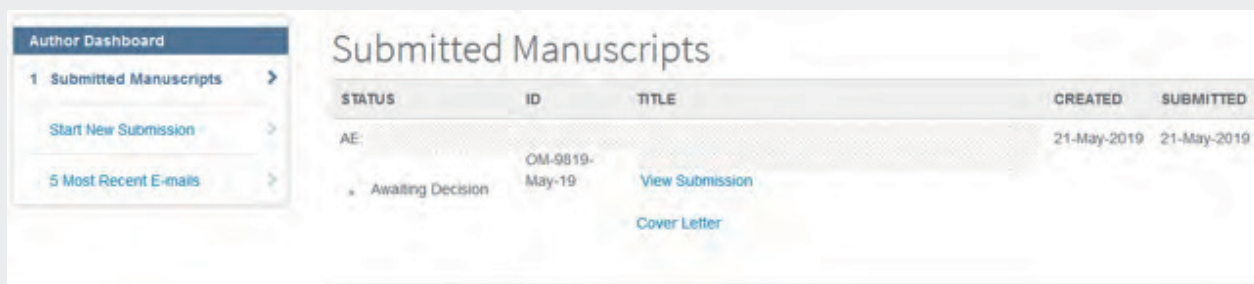 Author Dashboard
1 Submitted Manuscripts
Start New Submission
5 Most Recent E-mails
Submitted Manuscripts
STATUS ID TITLE CREATED SUBMITTED
AE: 21-May-2019 21-May-2019
OM-9819-
May-19
Awaiting Decision
View Submission
Cover Letter